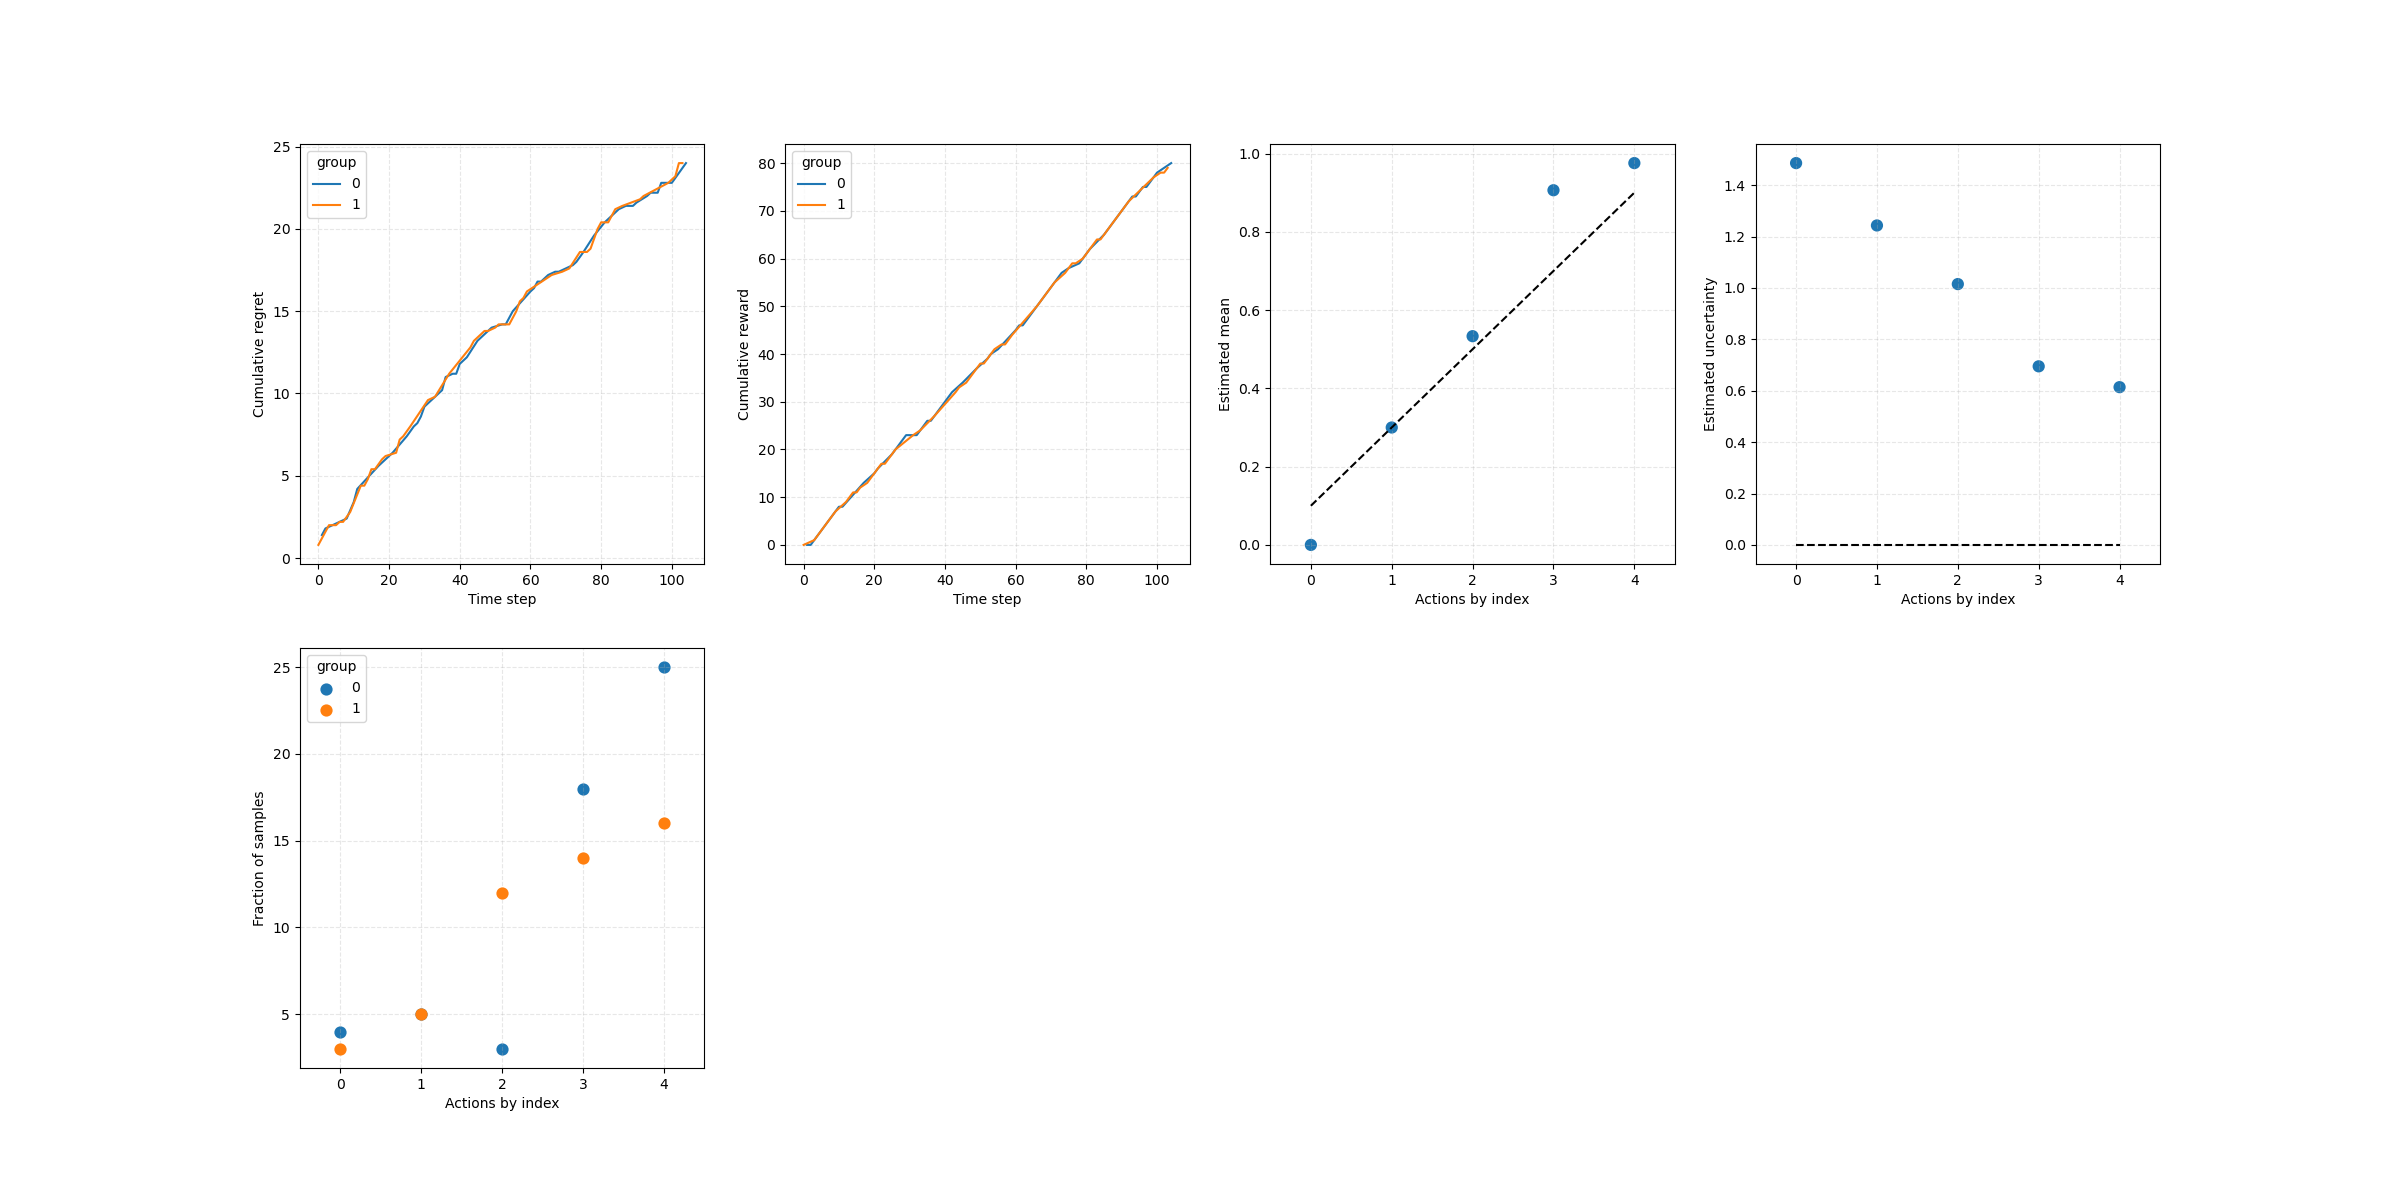 25
20
15
10
5
0
Cumulative regret
group
0
1
0 20 40 60 80 100
Time step
80
70
60
50
40
30
20
10
0
Cumulative reward
group
0
1
0 20 40 60 80 100
Time step
1.0
0.8
0.6
0.4
0.2
0.0
Estimated mean
0 1 2 3 4
Actions by index
1.4
1.2
1.0
0.8
0.6
0.4
0.2
0.0
Estimated uncertainty
0 1 2 3 4
Actions by index
25
20
15
10
5
Fraction of samples
group
0
1
0 1 2 3 4
Actions by index